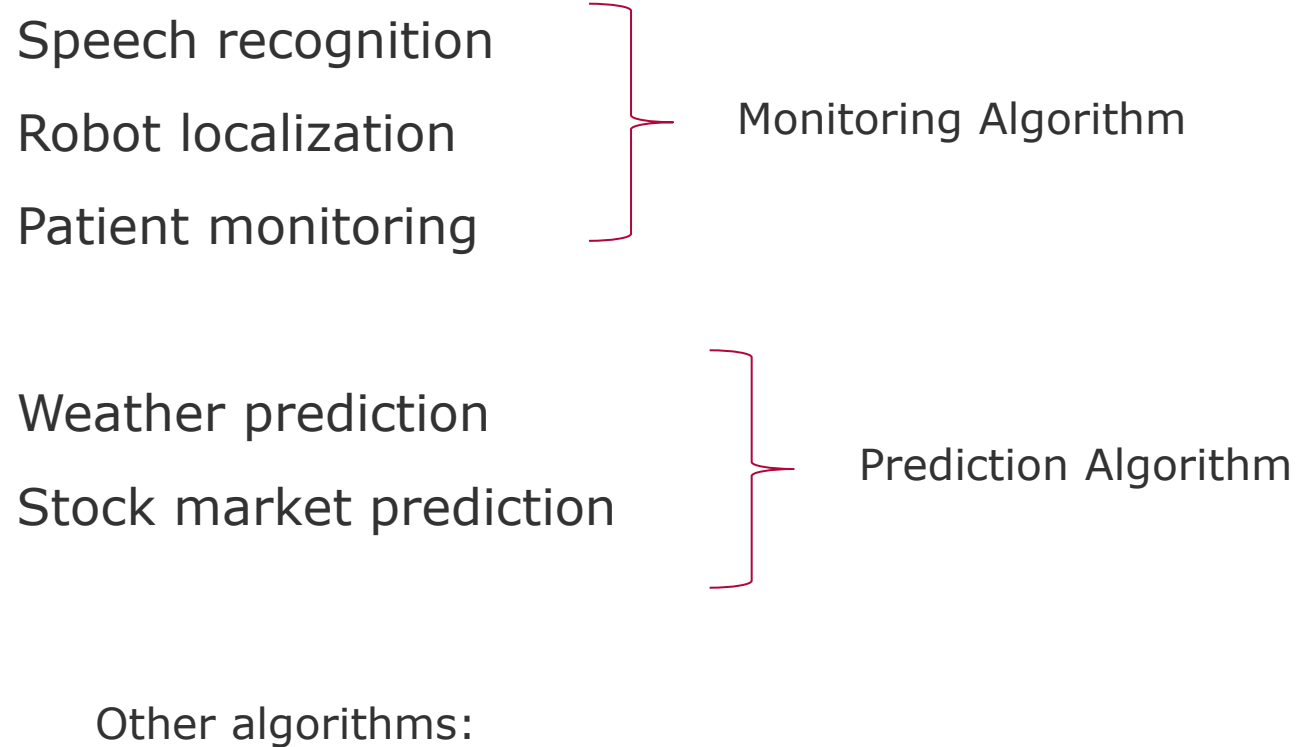 Speech recognition
Robot localization
Patient monitoring
Monitoring Algorithm
Weather prediction
Stock market prediction
Prediction Algorithm
Other algorithms: